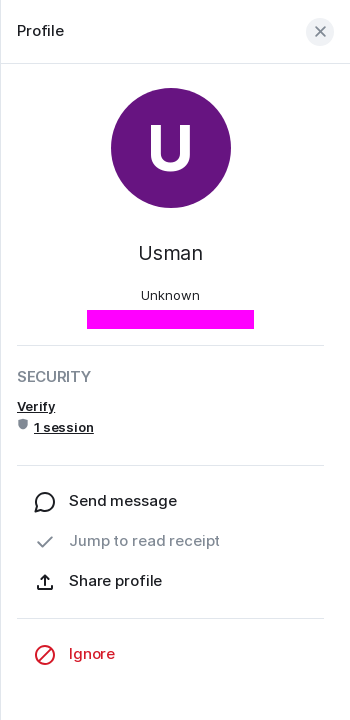 Profile
U
Usman
Unknown
SECURITY
Verify
1 session
Send message
Jump to read receipt
Share profile
Ignore